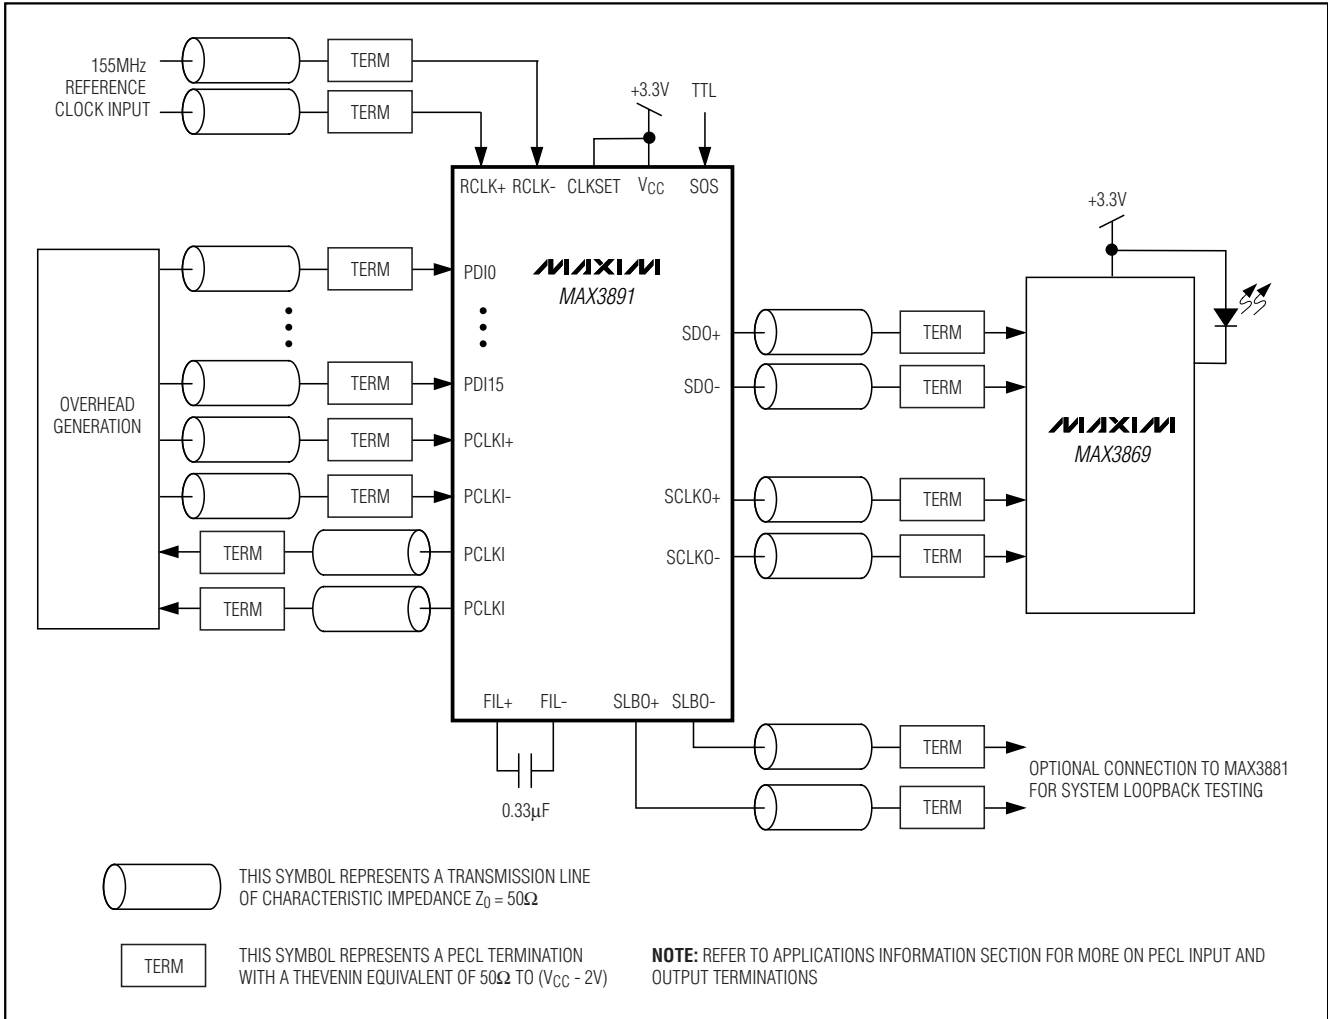 155MHz
REFERENCE
CLOCK INPUT
TERM
TERM
+3.3V
TTL
RCLK+ RCLK- CLKSET VCC SOS
MAXIM
MAX3891
OVERHEAD
GENERATION
TERM
PDI0
TERM
PDI15
TERM
PCLKI+
TERM
PCLKI-
TERM
PCLKI
TERM
PCLKI
SDO+
TERM
SDO-
TERM
SCLKO+
TERM
SCLKO-
TERM
+3.3V
MAXIM
MAX3869
FIL+ FIL- SLBO+ SLBO-
0.33µF
TERM
TERM
OPTIONAL CONNECTION TO MAX3881
FOR SYSTEM LOOPBACK TESTING
THIS SYMBOL REPRESENTS A TRANSMISSION LINE
OF CHARACTERISTIC IMPEDANCE Z0 = 50Ω
TERM
THIS SYMBOL REPRESENTS A PECL TERMINATION
WITH A THEVENIN EQUIVALENT OF 50Ω TO (VCC - 2V)
NOTE: REFER TO APPLICATIONS INFORMATION SECTION FOR MORE ON PECL INPUT AND
OUTPUT TERMINATIONS